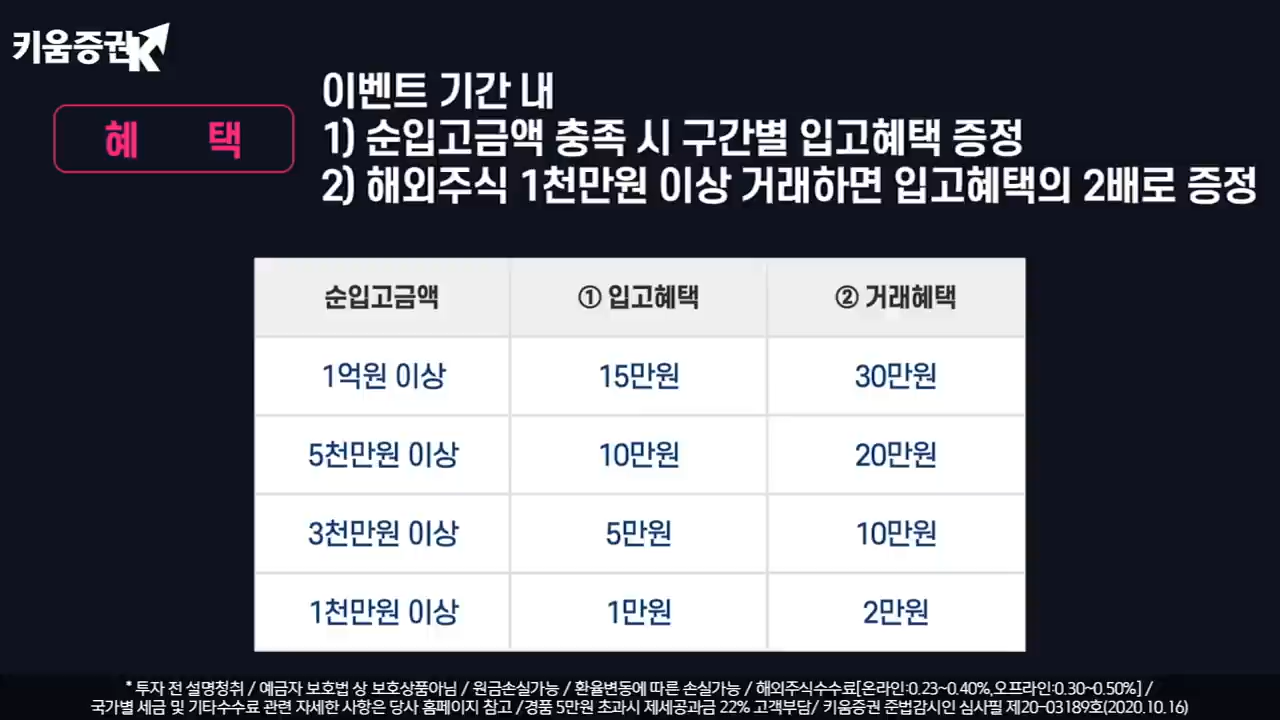 키움증권K
혜 택
이벤트 기간 내
1) 순입고금액 충족 시 구간별 입고혜택 증정
2) 해외주식 1천만원 이상 거래하면 입고혜택의 2배로 증정
순입고금액 ① 입고혜택 ② 거래혜택
1억원 이상 15만원 30만원
5천만원 이상 10만원 20만원
3천만원 이상 5만원 10만원
1천만원 이상 1만원 2만원
* 투자 전 설명청취 / 예금자 보호법 상 보호상품아님 / 원금손실가능 / 환율변동에 따른 손실가능 / 해외주식수수료[온라인:0.23~0.40%,오프라인:0.30~0.50%] /
국가별 세금 및 기타수수료 관련 자세한 사항은 당사 홈페이지 참고 /경품 5만원 초과시 제세공과금 22% 고객부담/ 키움증권 준법감시인 심사필 제20-03189호(2020.10.16)